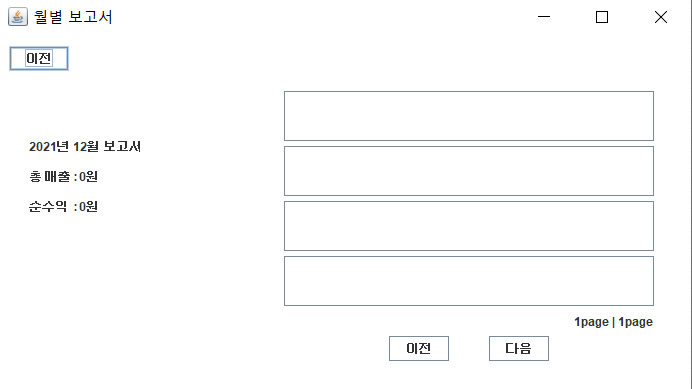 월별 보고서
이전
2021년 12월 보고서
총 매출 : 0원
순수익 : 0원
1page | 1page
이전
다음